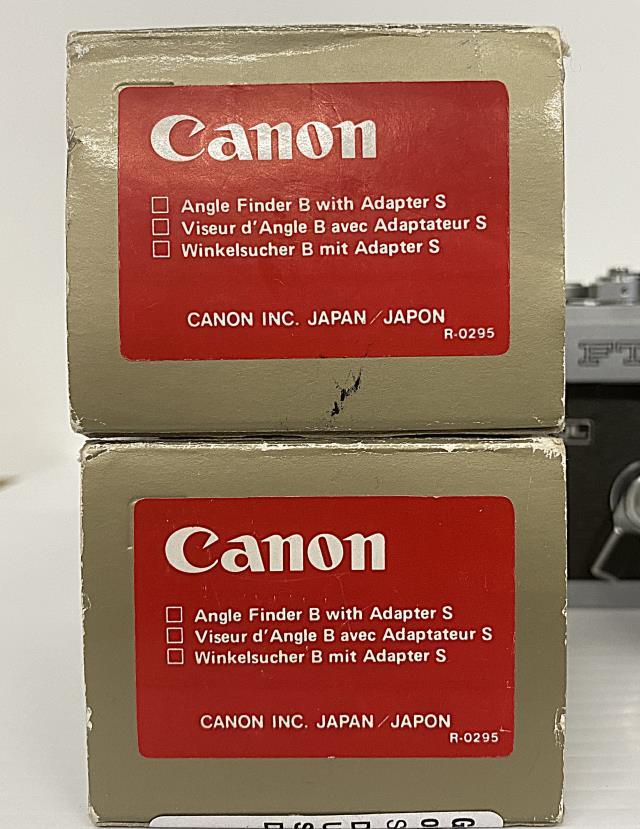 Canon
□ Angle Finder B with Adapter S
□ Viseur d'Angle B avec Adaptateur S
□ Winkelsucher B mit Adapter S
CANON INC. JAPAN/JAPON
R-0295
FT
Canon
□ Angle Finder B with Adapter S
□ Viseur d'Angle B avec Adaptateur S
□ Winkelsucher B mit Adapter S
CANON INC. JAPAN/JAPON
R-0295